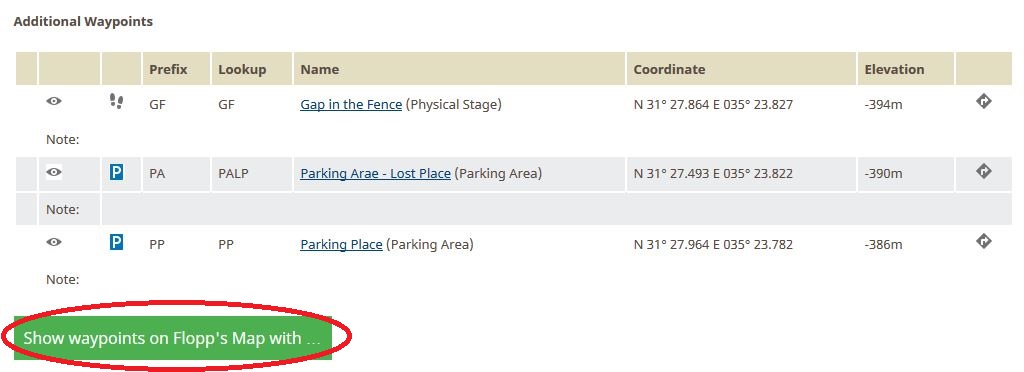 Additional Waypoints
Prefix Lookup Name Coordinate Elevation
GF GF Gap in the Fence (Physical Stage) N 31° 27.864 E 035° 23.827 -394m
Note:
P PA PALP Parking Arae - Lost Place (Parking Area) N 31° 27.493 E 035° 23.822 -390m
Note:
P PP PP Parking Place (Parking Area) N 31° 27.964 E 035° 23.782 -386m
Note:
Show waypoints on Flopp's Map with ...